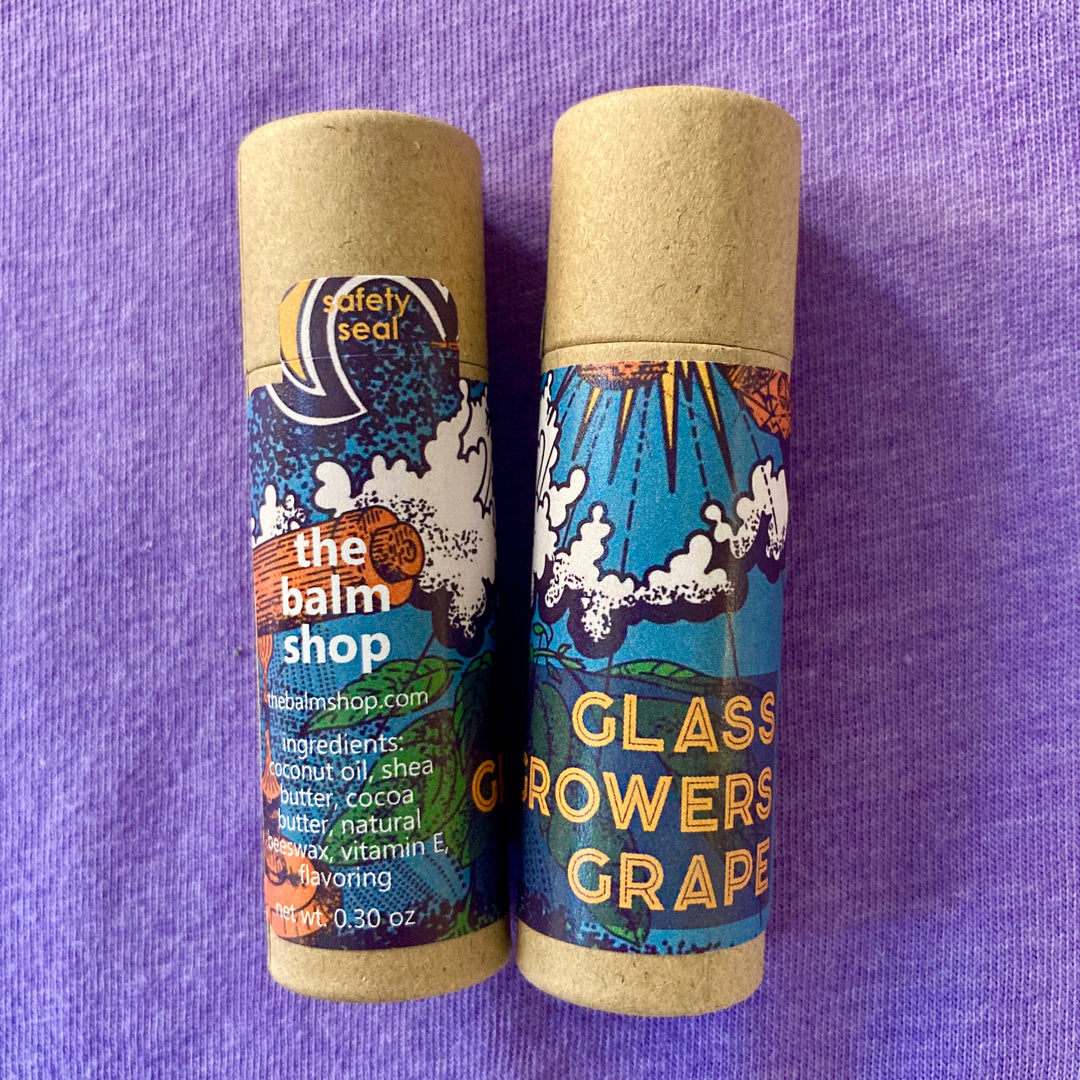 safety
seal
the
balm
shop
thebalmshop.com
ingredients:
coconut oil, shea
butter, cocoa
butter, natural
beeswax, vitamin E,
flavoring
net wt. 0.30 oz
GLASS
GROWERS
GRAPE